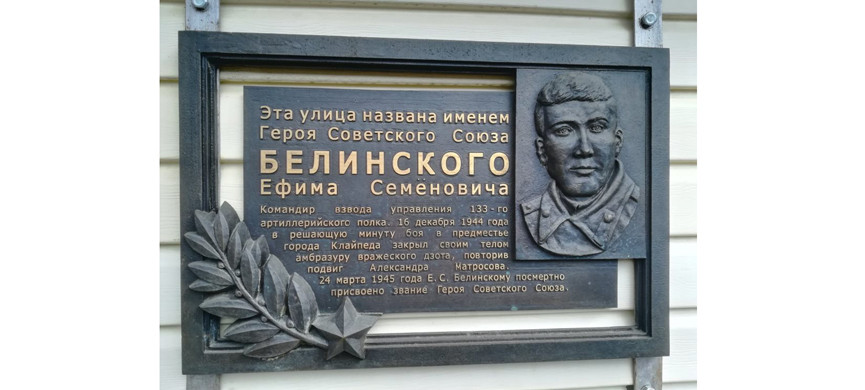 Эта улица названа именем
Героя Советского Союза
БЕЛИНСКОГО
Ефима Семёновича
Командир взвода управления 133-го
артиллерийского полка. 16 декабря 1944 года
в решающую минуту боя в предместье
города Клайпеда закрыл своим телом
амбразуру вражеского дзота, повторив
подвиг Александра Матросова.
24 марта 1945 года Е.С. Белинскому посмертно
присвоено звание Героя Советского Союза.